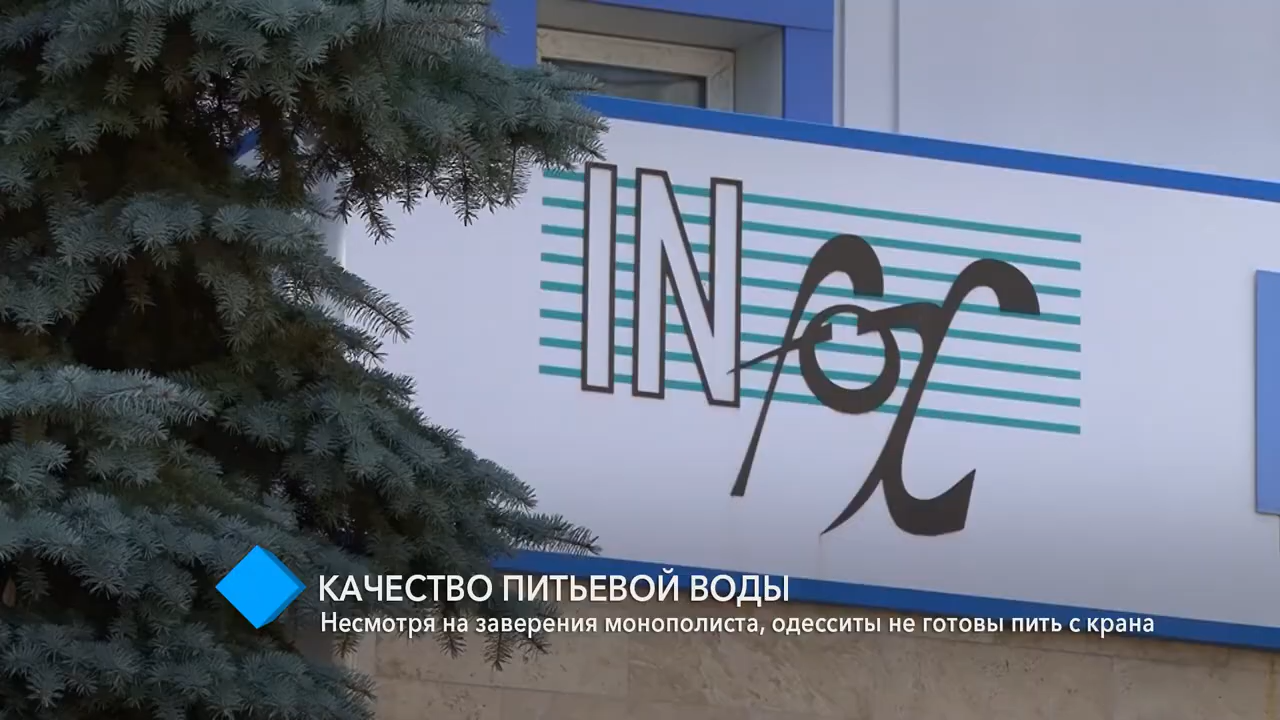 INfox
КАЧЕСТВО ПИТЬЕВОЙ ВОДЫ
Несмотря на заверения монополиста, одесситы не готовы пить с крана